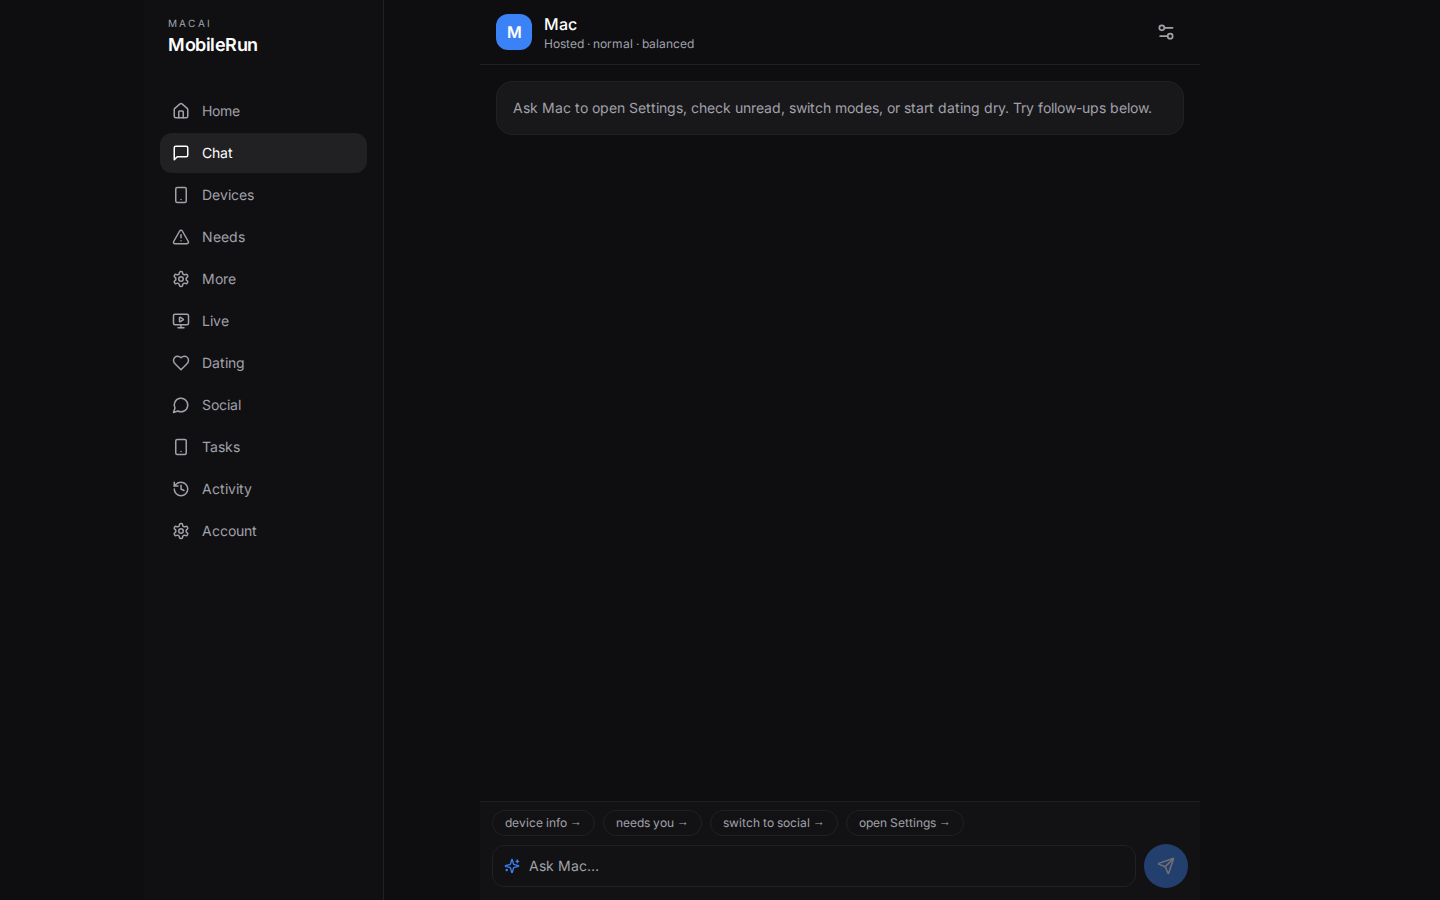 MACAI
MobileRun
Home
Chat
Devices
Needs
More
Live
Dating
Social
Tasks
Activity
Account
M
Mac
Hosted · normal · balanced
Ask Mac to open Settings, check unread, switch modes, or start dating dry. Try follow-ups below.
device info →
needs you →
switch to social →
open Settings →
Ask Mac...